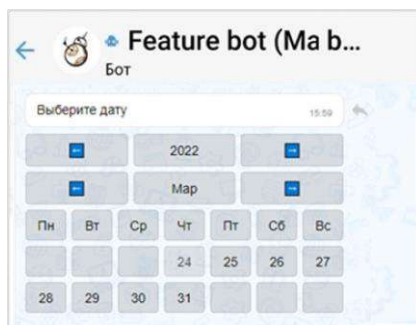 Feature bot (Ma b...
Бот
Выберите дату
15:59
← 2022 →
← Мар →
Пн Вт Ср Чт Пт Сб Вс
24 25 26 27
28 29 30 31